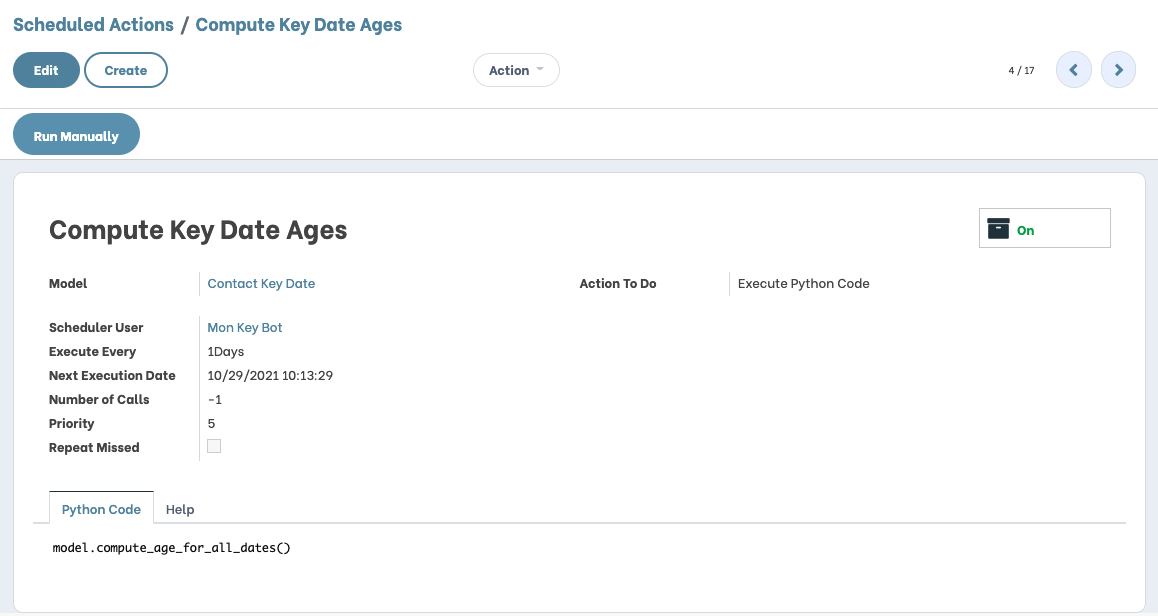 Scheduled Actions / Compute Key Date Ages
Edit Create Action 4 / 17
Run Manually
Compute Key Date Ages
On
Model Contact Key Date Action To Do Execute Python Code
Scheduler User Mon Key Bot
Execute Every 1Days
Next Execution Date 10/29/2021 10:13:29
Number of Calls -1
Priority 5
Repeat Missed
Python Code Help
model.compute_age_for_all_dates()